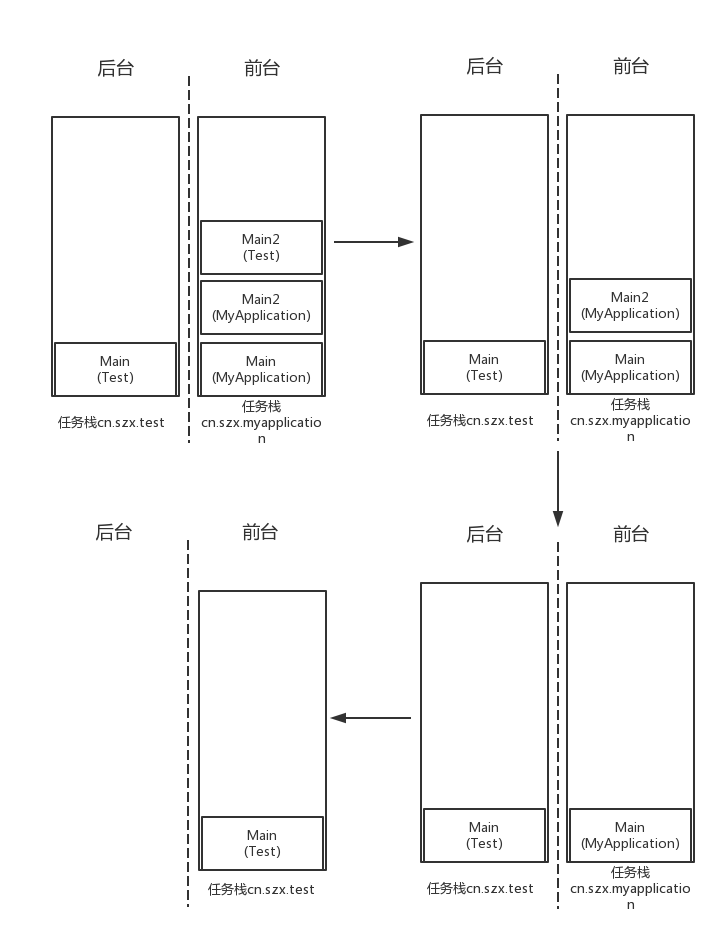 后台
前台
Main2
(Test)
Main2
(MyApplication)
Main
(Test)
Main
(MyApplication)
任务栈cn.szx.test
任务栈
cn.szx.myapplicatio
n
后台
前台
Main2
(MyApplication)
Main
(Test)
Main
(MyApplication)
任务栈cn.szx.test
任务栈
cn.szx.myapplicatio
n
后台
前台
Main
(Test)
Main
(MyApplication)
任务栈cn.szx.test
任务栈
cn.szx.myapplicatio
n
后台
前台
Main
(Test)
任务栈cn.szx.test